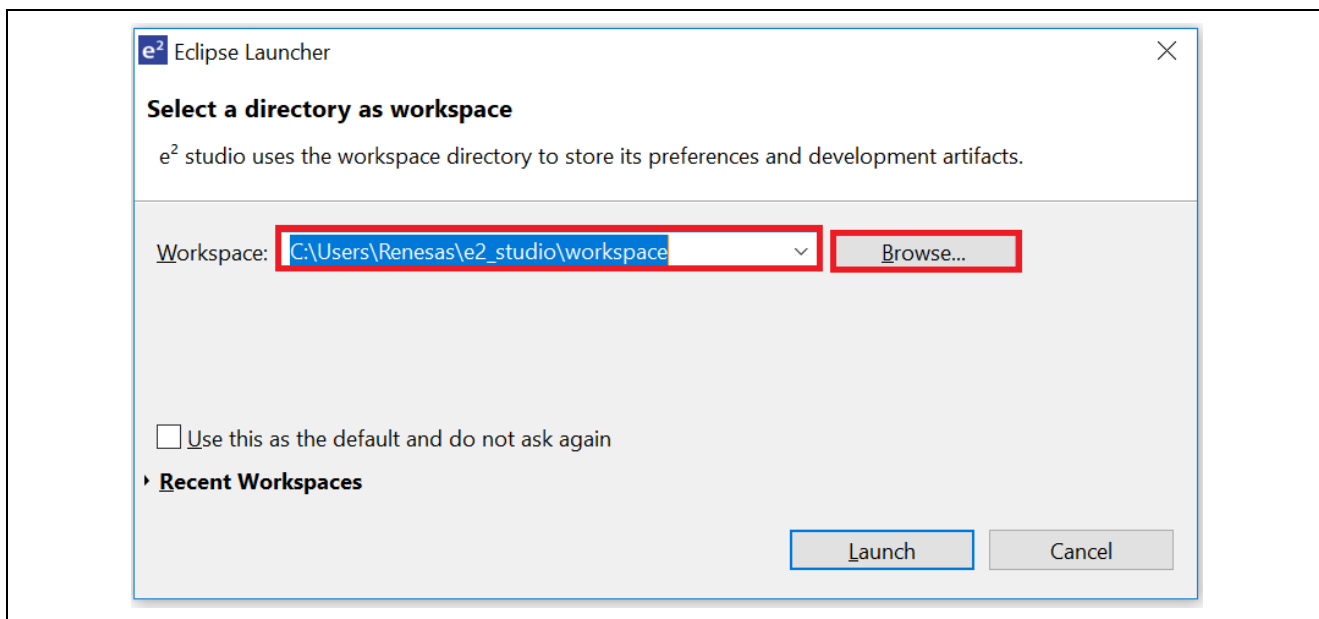 e² Eclipse Launcher
Select a directory as workspace
e² studio uses the workspace directory to store its preferences and development artifacts.
Workspace: C:\Users\Renesas\e2_studio\workspace Browse...
Use this as the default and do not ask again
Recent Workspaces
Launch Cancel